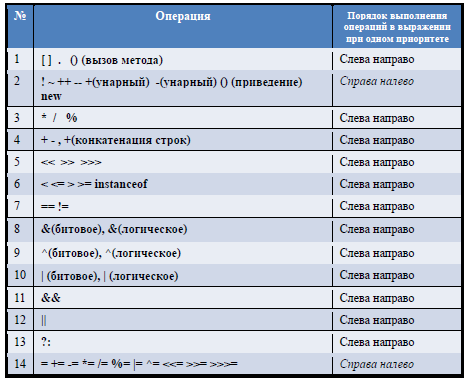 № Операция Порядок выполнения
операций в выражении
при одном приоритете
1 [ ] . () (вызов метода) Слева направо
2 ! ~ ++ -- +(унарный) -(унарный) () (приведение) Справа налево
new
3 * / % Слева направо
4 + - , +(конкатенация строк) Слева направо
5 << >> >>> Слева направо
6 < <= > >= instanceof Слева направо
7 == != Слева направо
8 &(битовое), &(логическое) Слева направо
9 ^(битовое), ^(логическое) Слева направо
10 | (битовое), | (логическое) Слева направо
11 && Слева направо
12 || Слева направо
13 ?: Слева направо
14 = += -= *= /= %= |= ^= <<= >>= >>>= Справа налево